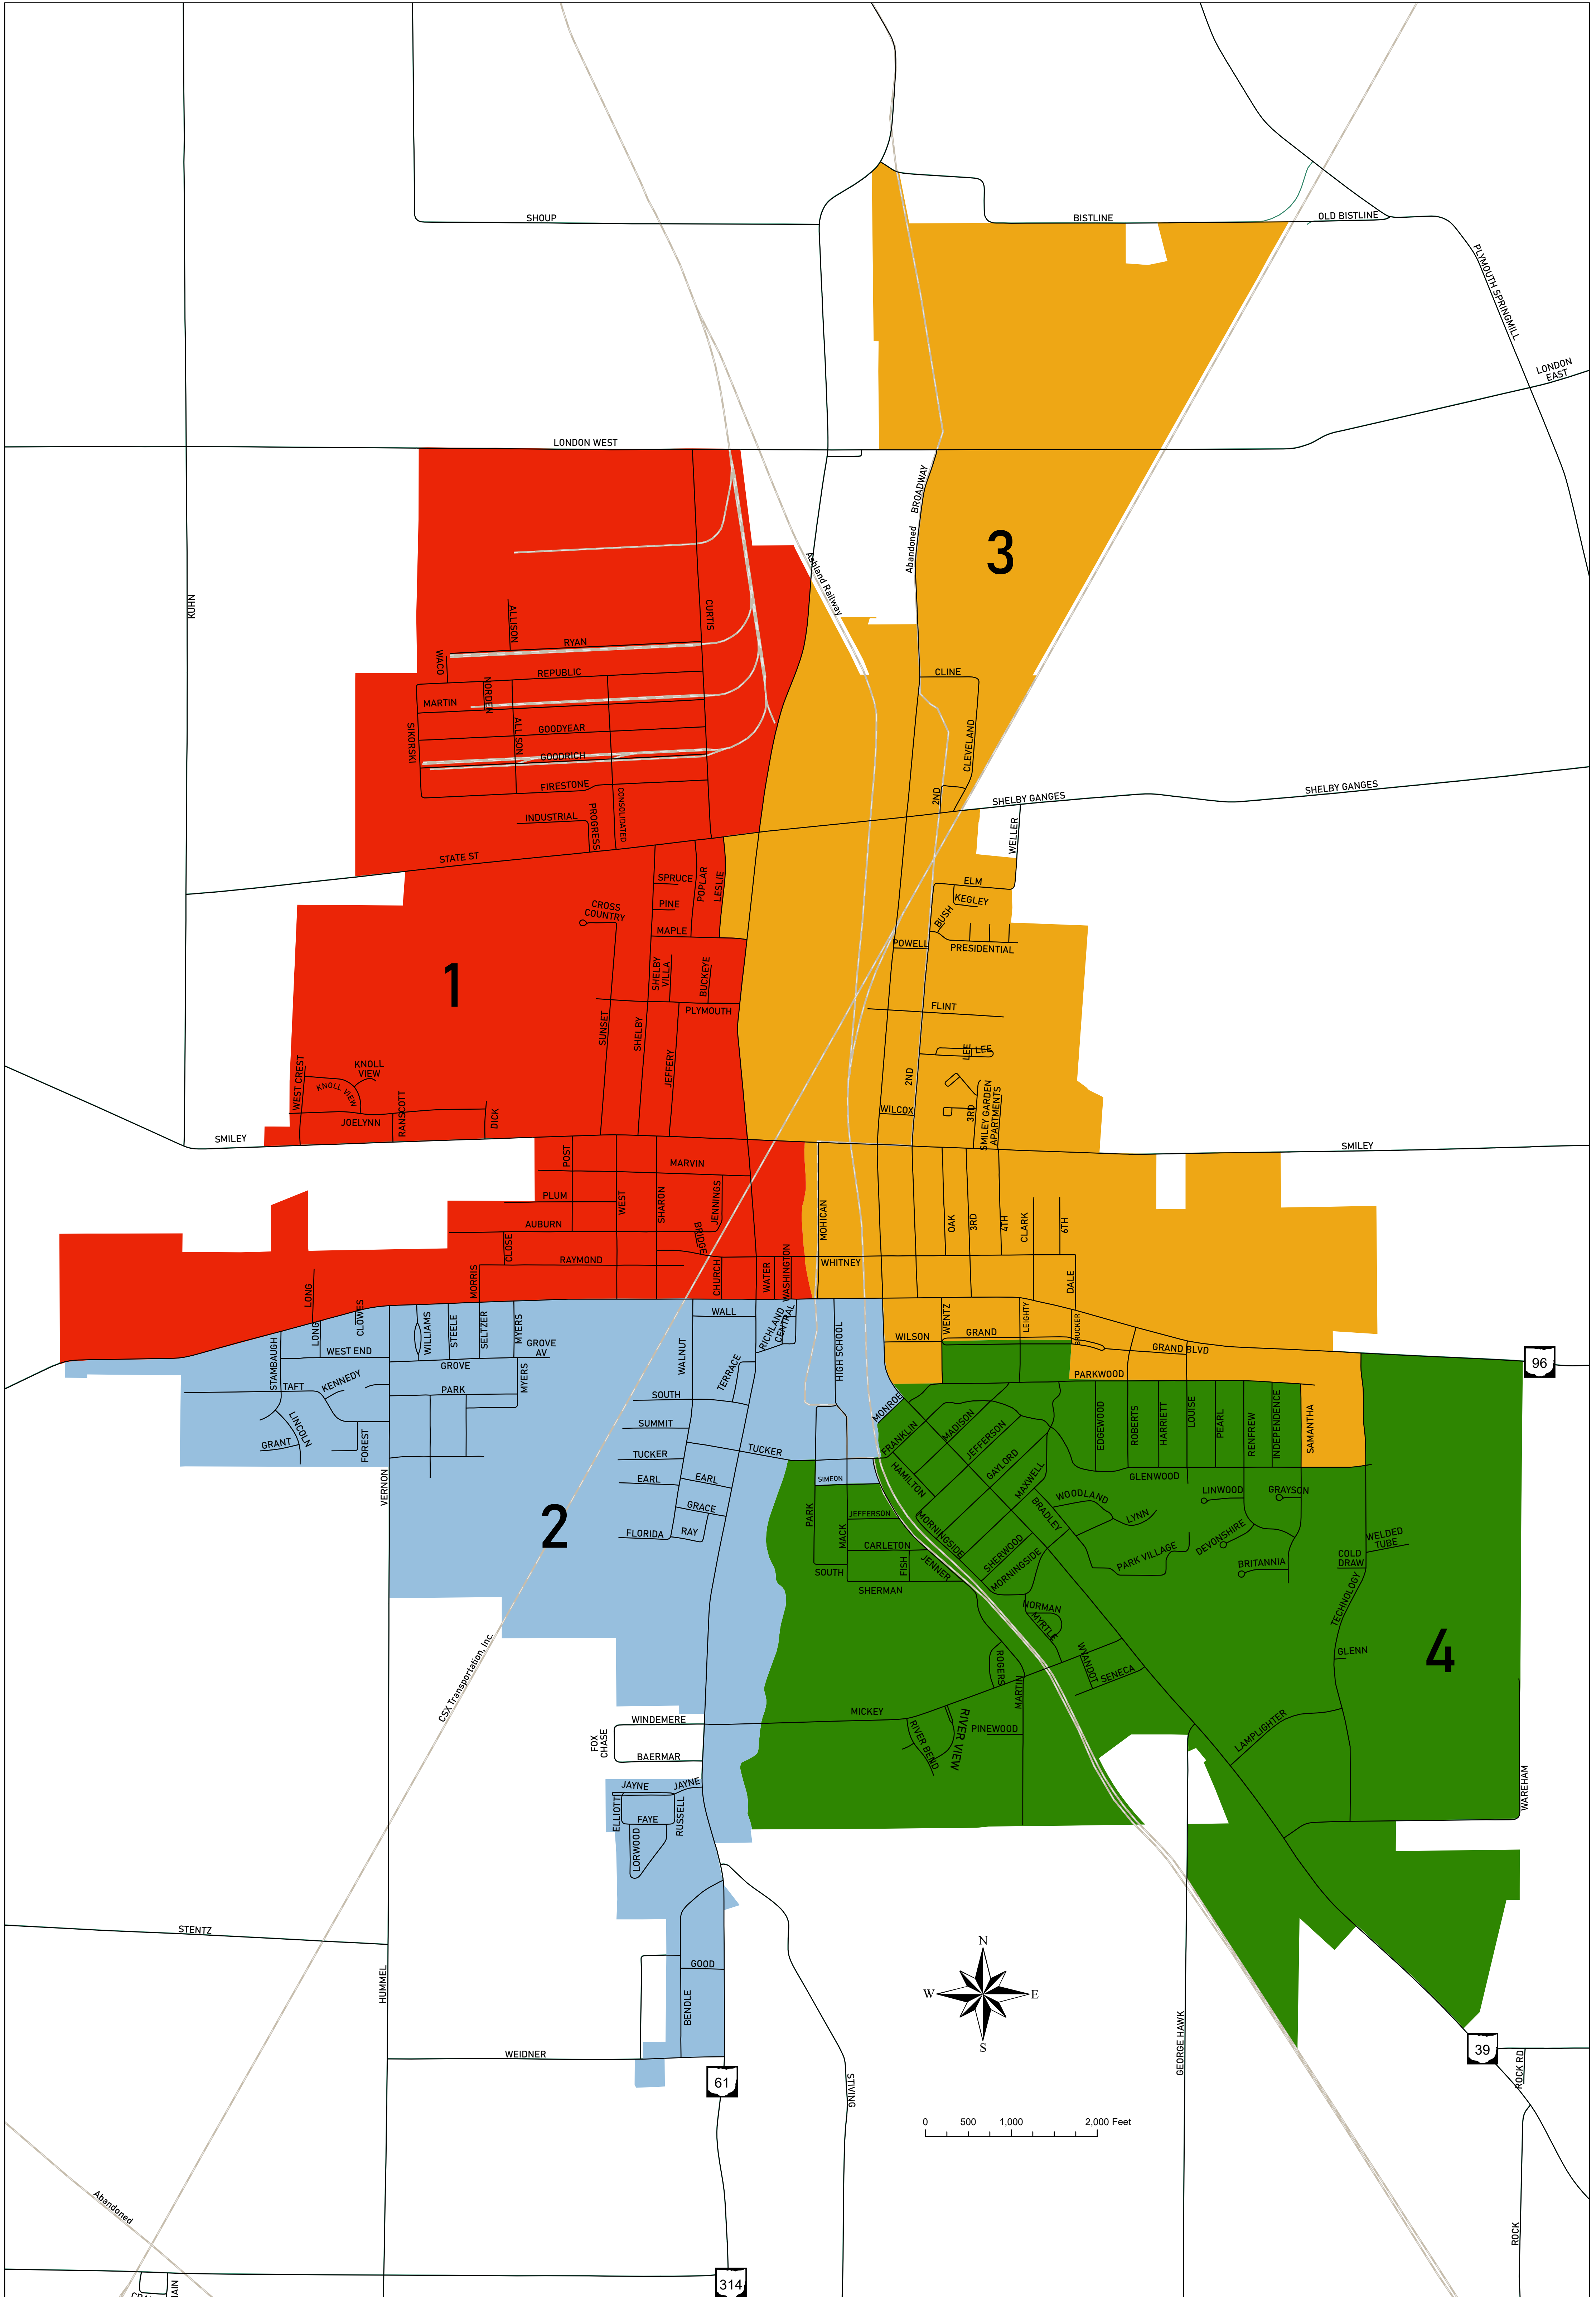 SHOUP
BISTLINE
OLD BISTLINE
PLYMOUTH SPRINGMILL
LONDON
EAST
LONDON WEST
BROADWAY
Abandoned
3
Ashland Railway
KUHN
ALLISON
CURTIS
RYAN
WACO
REPUBLIC
NORDEN
MARTIN
CLINE
SIKORSKI
ALLISON
GOODYEAR
GOODRICH
CLEVELAND
FIRESTONE
CONSOLIDATED
PROGRESS
INDUSTRIAL
2ND
SHELBY GANGES
SHELBY GANGES
WELLER
STATE ST
SPRUCE
POPLAR
LESLIE
ELM
KEGLEY
CROSS
COUNTRY
PINE
BUSH
MAPLE
POWELL
PRESIDENTIAL
1
SHELBY
VILLA
BUCKEYE
PLYMOUTH
FLINT
SUNSET
SHELBY
JEFFERY
LEE
LEE
WEST CREST
KNOLL
VIEW
KNOLL VIEW
2ND
JOELYNN
RANSCOTT
DICK
WILCOX
3RD
SMILEY GARDEN
APARTMENTS
SMILEY
SMILEY
POST
MARVIN
PLUM
WEST
SHARON
JENNINGS
MOHICAN
OAK
3RD
4TH
CLARK
6TH
AUBURN
BRIDGE
CLOSE
RAYMOND
WHITNEY
CHURCH
WATER
WASHINGTON
DALE
MORRIS
LONG
CLOWES
LONG
WILLIAMS
STEELE
SELTZER
MYERS
WALL
RICHLAND
CENTRAL
HIGH SCHOOL
WENTZ
LEIGHTY
BRUCKER
WILSON
GRAND
GRAND BLVD
96
STAMBAUGH
WEST END
GROVE
AV
GROVE
WALNUT
TERRACE
PARKWOOD
TAFT
KENNEDY
PARK
MYERS
SOUTH
MONROE
LINCOLN
GRANT
FOREST
SUMMIT
FRANKLIN
MADISON
JEFFERSON
EDGEWOOD
ROBERTS
HARRIETT
LOUISE
PEARL
RENFREW
INDEPENDENCE
SAMANTHA
TUCKER
TUCKER
GAYLORD
VERNON
EARL
EARL
SIMEON
HAMILTON
MAXWELL
GLENWOOD
LINWOOD
GRAYSON
GRACE
WOODLAND
2
FLORIDA
RAY
PARK
MACK
JEFFERSON
MORNINGSIDE
BRADLEY
LYNN
CARLETON
SHERWOOD
DEVONSHIRE
WELDED
TUBE
COLD
DRAW
FISH
JENNER
MORNINGSIDE
PARK VILLAGE
BRITANNIA
SOUTH
SHERMAN
TECHNOLOGY
NORMAN
MYRTLE
CSX Transportation, Inc.
4
WYANDOT
SENECA
GLENN
ROGERS
MARTIN
MICKEY
WINDEMERE
RIVER BEND
RIVER VIEW
PINEWOOD
LAMPLIGHTER
FOX
CHASE
BAERMAR
WAREHAM
JAYNE
JAYNE
ELLIOTT
FAYE
RUSSELL
LORWOOD
STENTZ
HUMMEL
GOOD
BENDLE
N
W
E
S
GEORGE HAWK
WEIDNER
39
ROCK RD
61
STIVING
0 500 1,000 2,000 Feet
Abandoned
ROCK
314